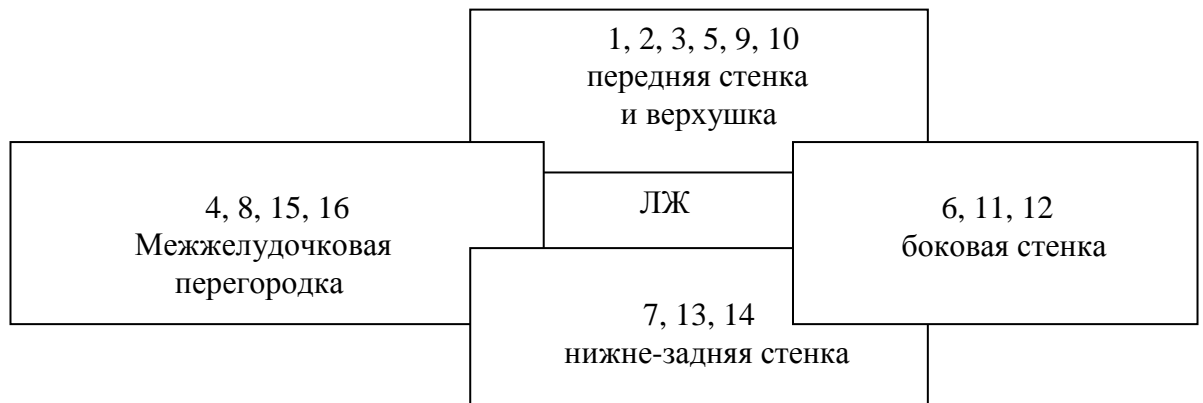 1, 2, 3, 5, 9, 10
передняя стенка
и верхушка
4, 8, 15, 16
Межжелудочковая
перегородка
ЛЖ
6, 11, 12
боковая стенка
7, 13, 14
нижне-задняя стенка